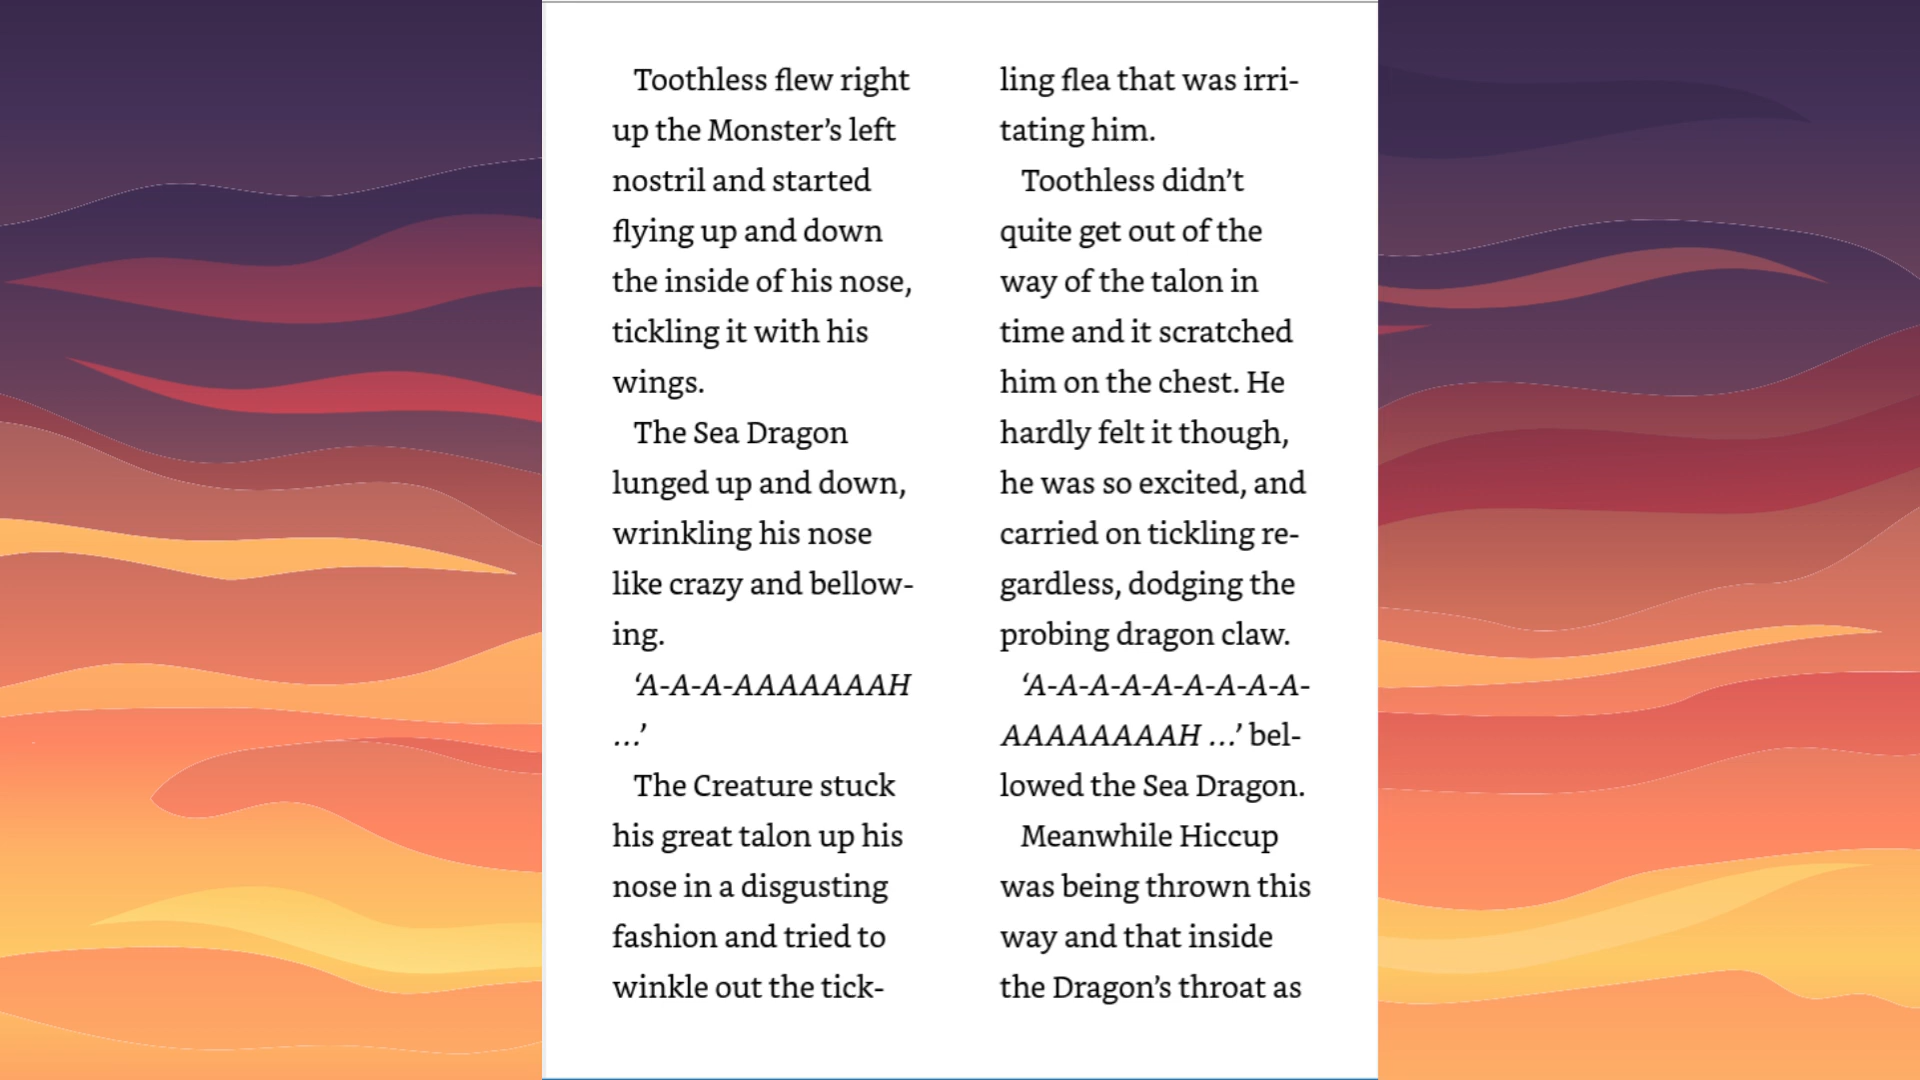 Toothless flew right
up the Monster’s left
nostril and started
flying up and down
the inside of his nose,
tickling it with his
wings.
The Sea Dragon
lunged up and down,
wrinkling his nose
like crazy and bellow-
ing.
‘A-A-A-AAAAAAAH
...’
The Creature stuck
his great talon up his
nose in a disgusting
fashion and tried to
winkle out the tick-
ling flea that was irri-
tating him.
Toothless didn’t
quite get out of the
way of the talon in
time and it scratched
him on the chest. He
hardly felt it though,
he was so excited, and
carried on tickling re-
gardless, dodging the
probing dragon claw.
‘A-A-A-A-A-A-A-A-A-
AAAAAAAAH ...’ bel-
lowed the Sea Dragon.
Meanwhile Hiccup
was being thrown this
way and that inside
the Dragon’s throat as